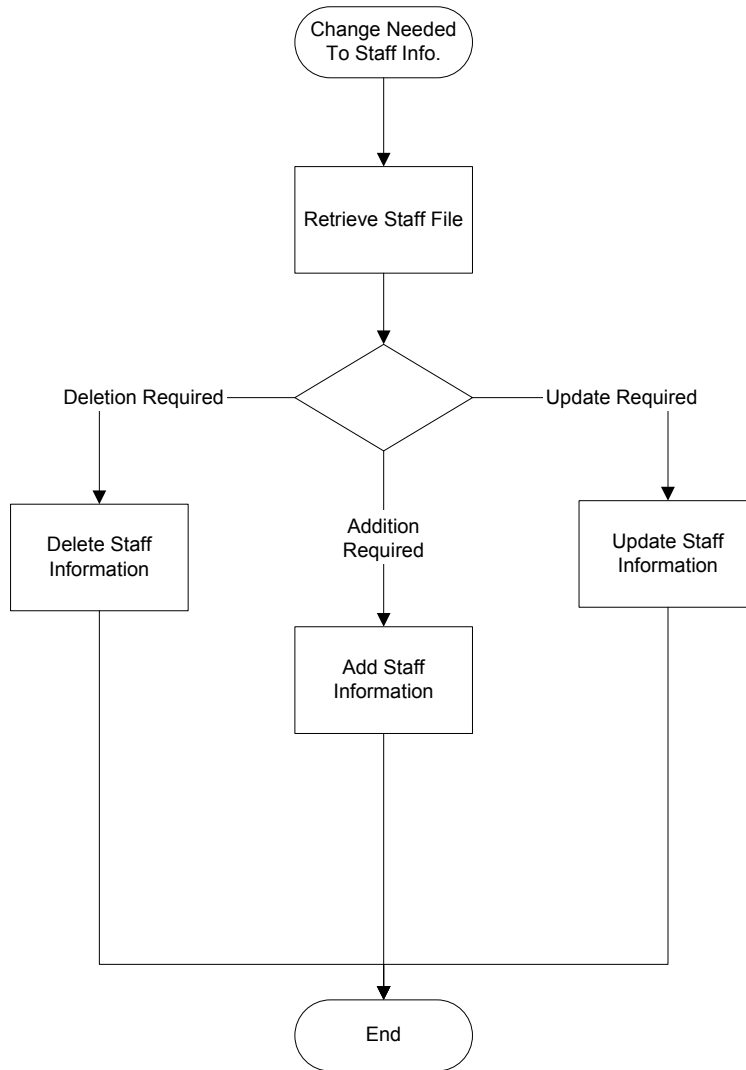 Change Needed
To Staff Info.
Retrieve Staff File
Deletion Required
Update Required
Addition
Required
Delete Staff
Information
Update Staff
Information
Add Staff
Information
End